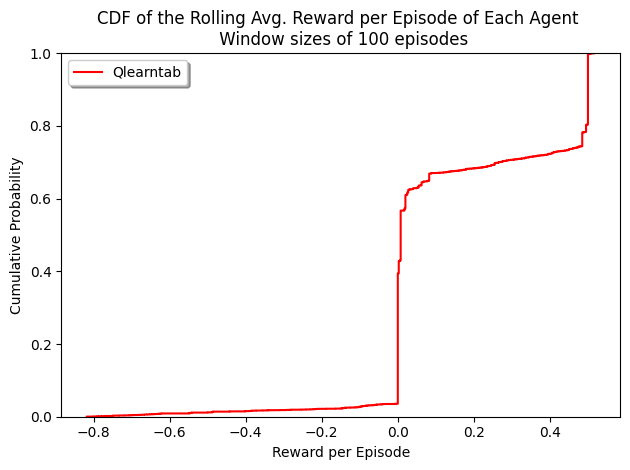 CDF of the Rolling Avg. Reward per Episode of Each Agent
Window sizes of 100 episodes
Qlearntab
Cumulative Probability
1.0
0.8
0.6
0.4
0.2
0.0
−0.8 −0.6 −0.4 −0.2 0.0 0.2 0.4
Reward per Episode